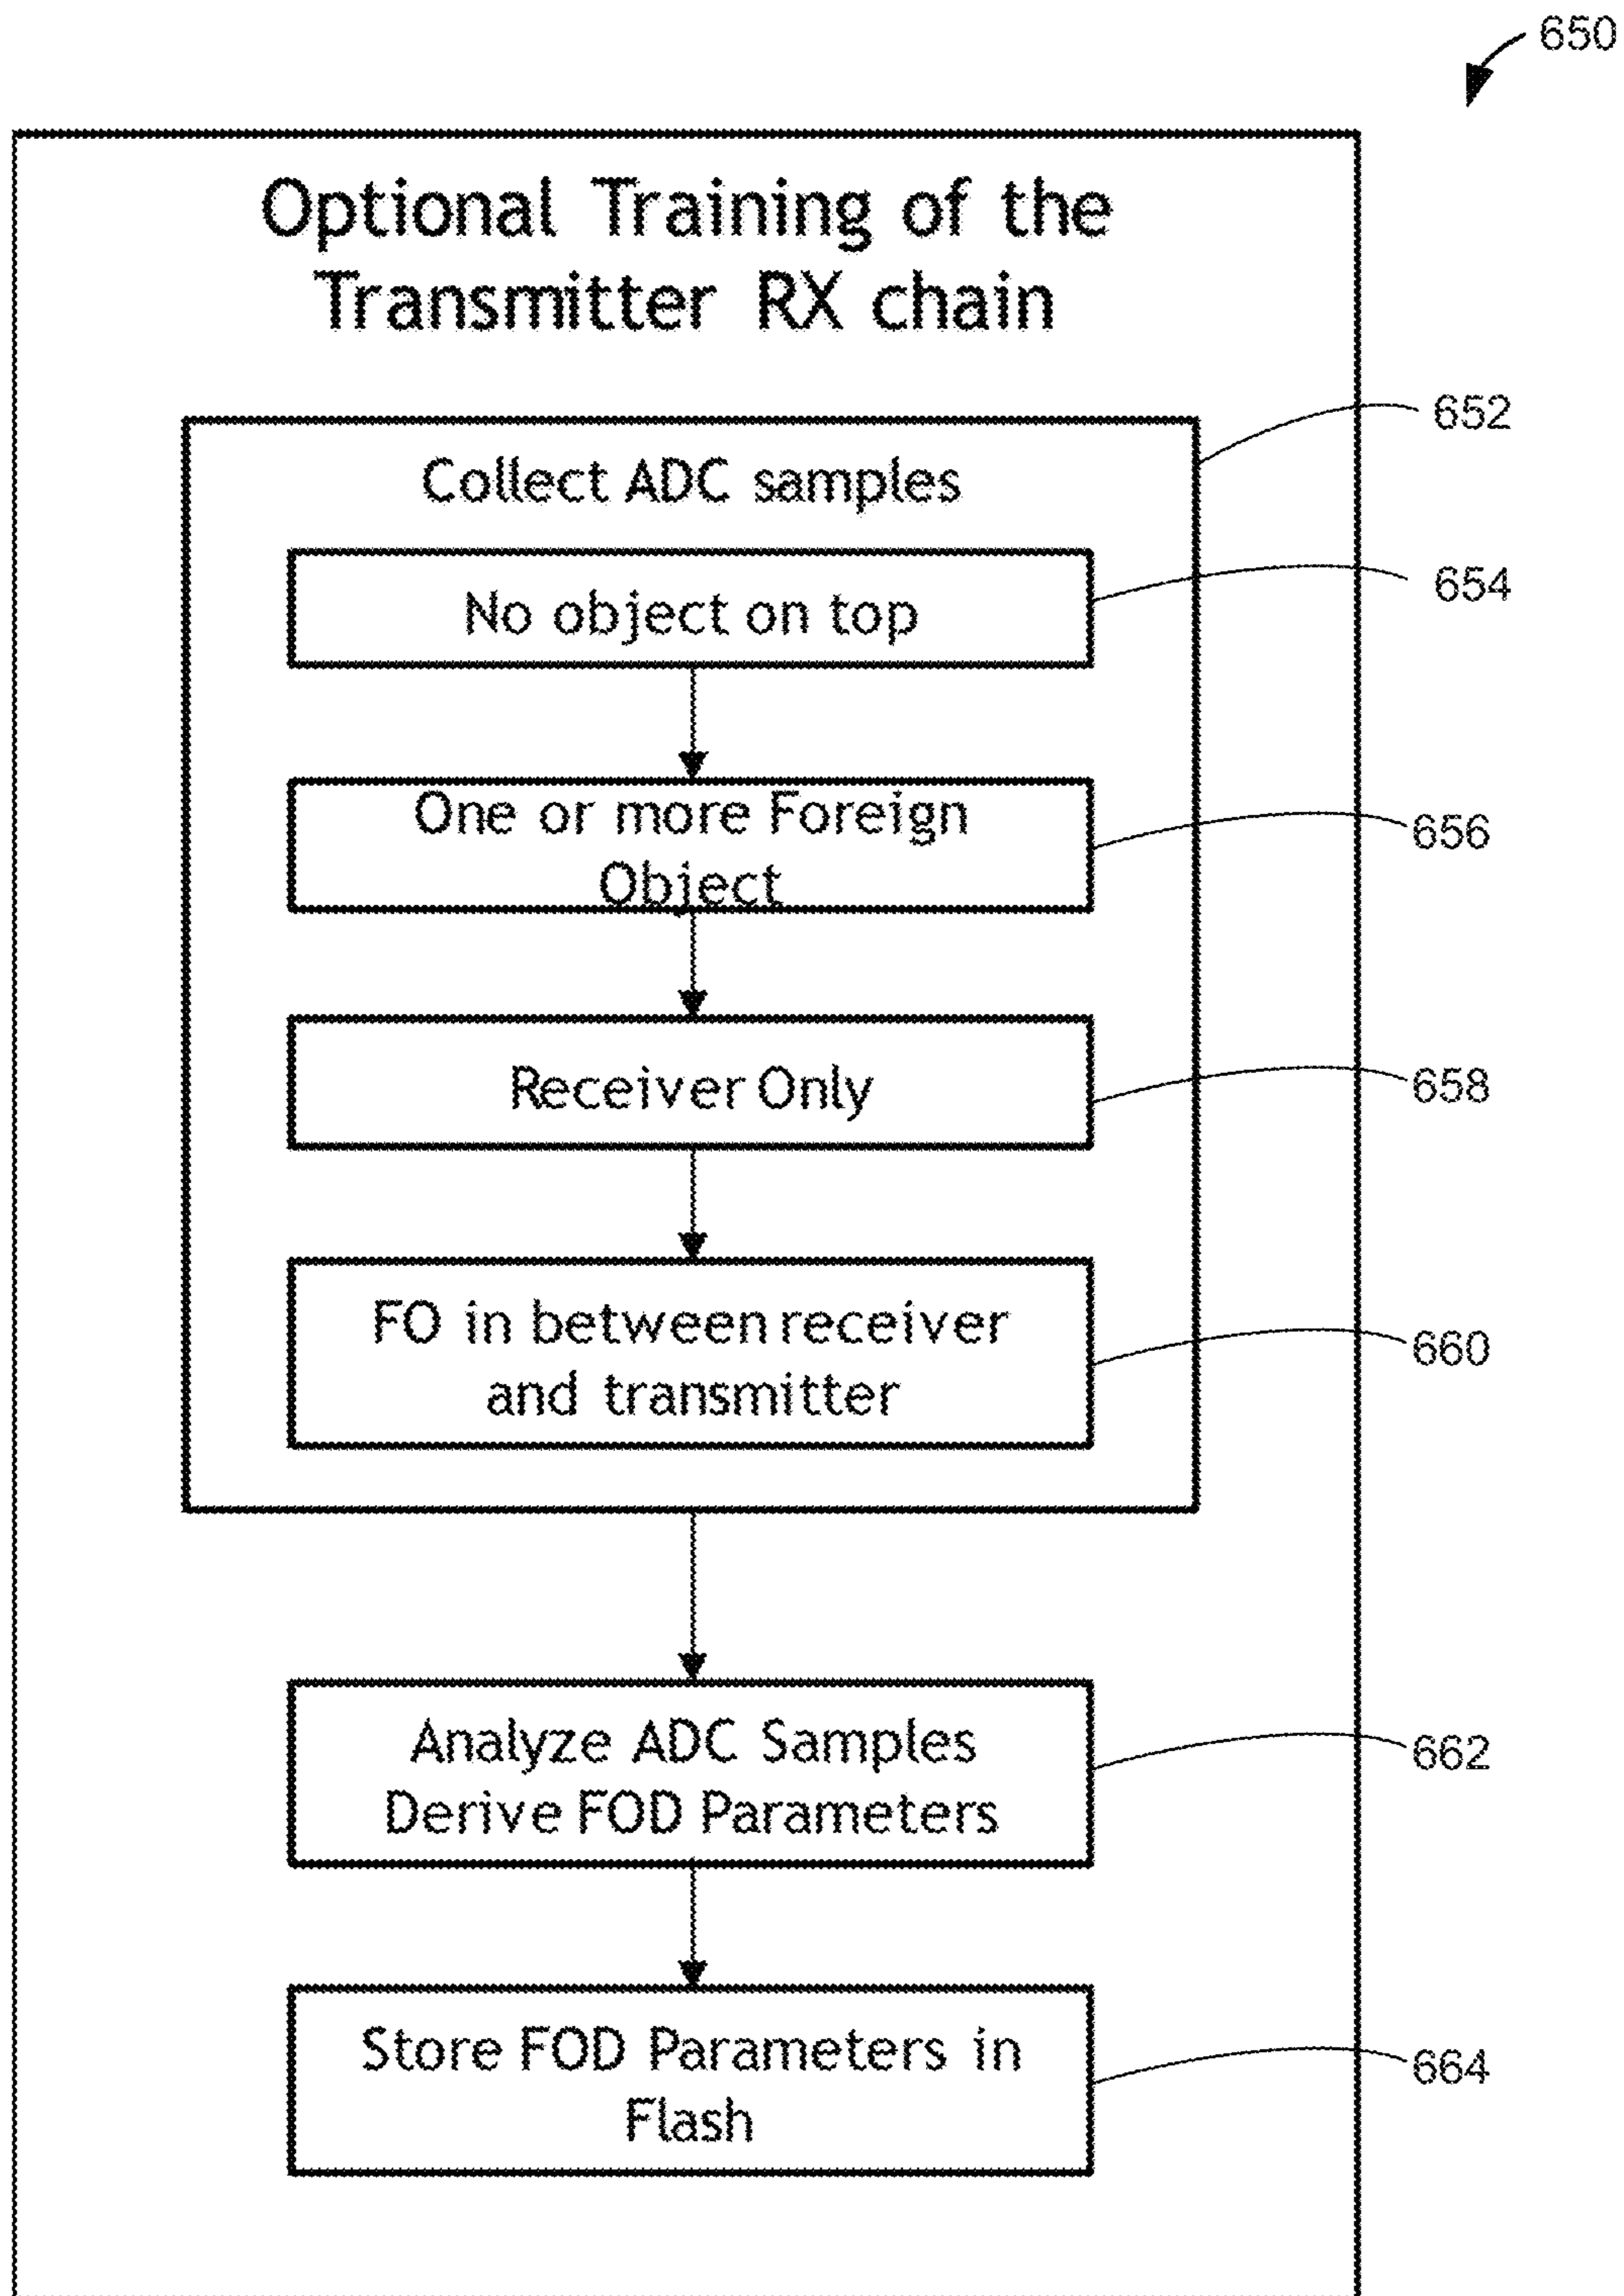 650
Optional Training of the
Transmitter RX chain
652
Collect ADC samples
No object on top
654
One or more Foreign
Object
656
Receiver Only
658
FO in between receiver
and transmitter
660
Analyze ADC Samples
Derive FOD Parameters
662
Store FOD Parameters in
Flash
664